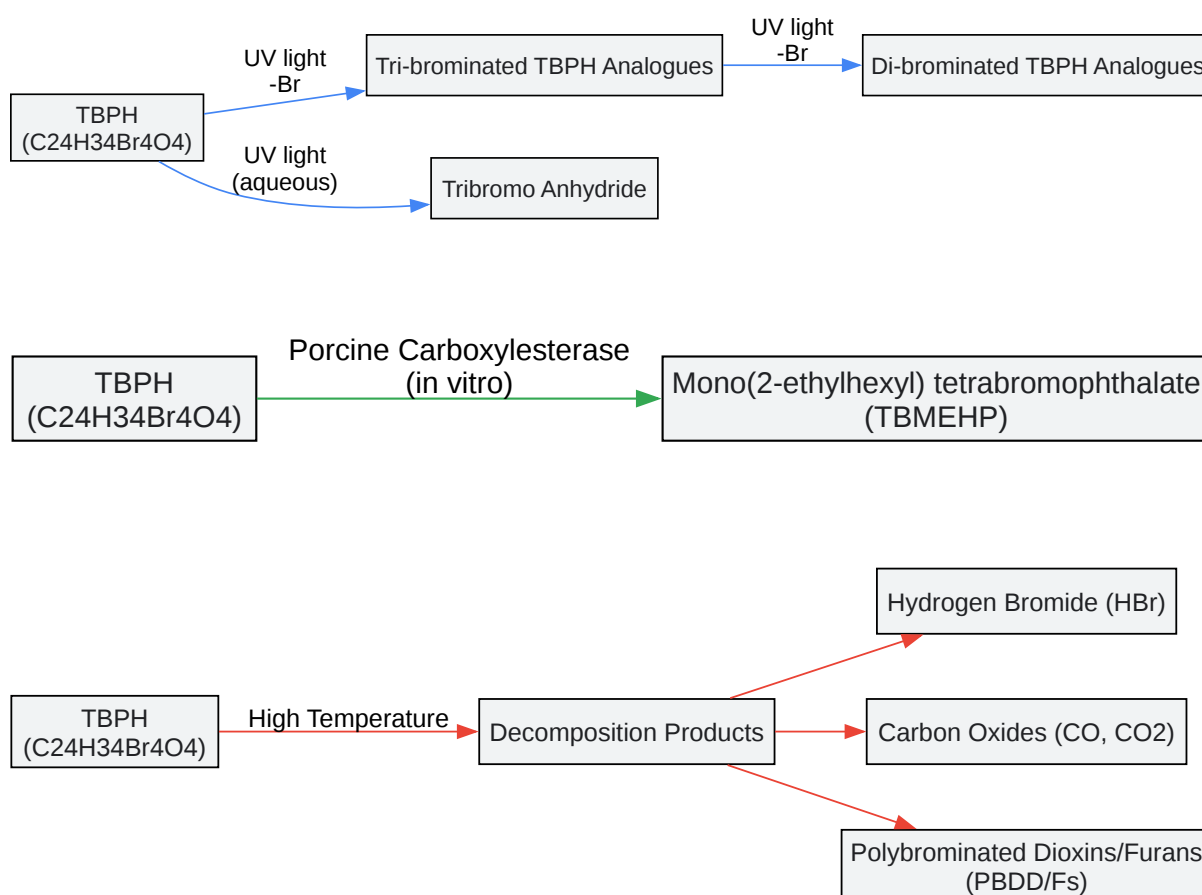 UV light
-Br
Tri-brominated TBPH Analogues
UV light
-Br
Di-brominated TBPH Analogues
TBPH
(C24H34Br4O4)
UV light
(aqueous)
Tribromo Anhydride
TBPH
(C24H34Br4O4)
Porcine Carboxylesterase
(in vitro)
Mono(2-ethylhexyl) tetrabromophthalate
(TBMEHP)
TBPH
(C24H34Br4O4)
High Temperature
Decomposition Products
Hydrogen Bromide (HBr)
Carbon Oxides (CO, CO2)
Polybrominated Dioxins/Furans
(PBDD/Fs)